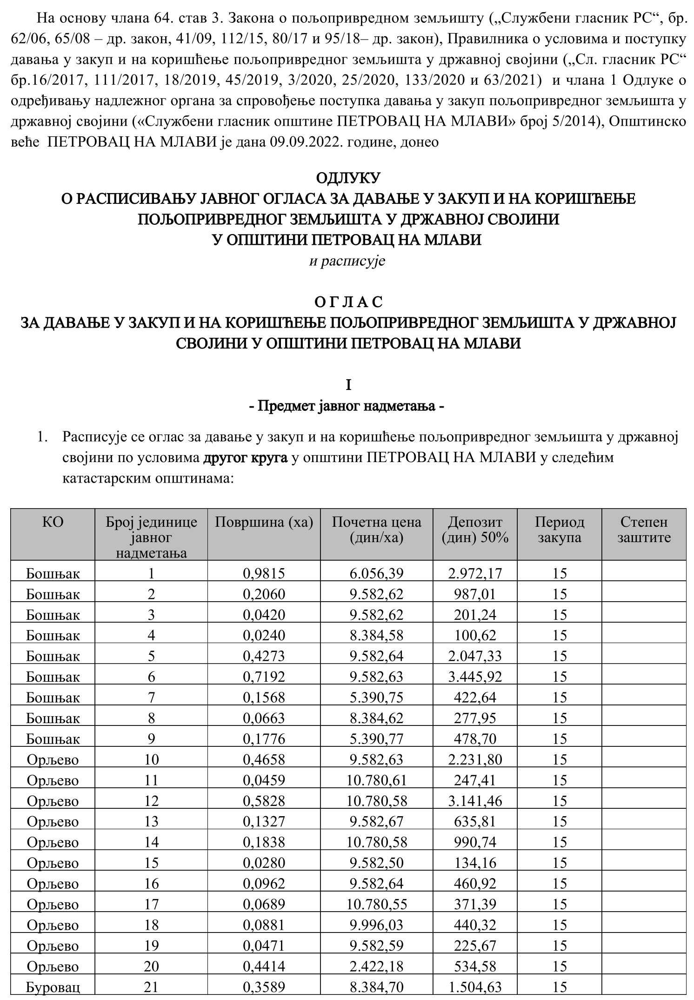 На основу члана 64. став 3. Закона о пољопривредном земљишту („Службени гласник РС“, бр.
62/06, 65/08 – др. закон, 41/09, 112/15, 80/17 и 95/18– др. закон), Правилника о условима и поступку
давања у закуп и на коришћење пољопривредног земљишта у државној својини („Сл. гласник РС“
бр.16/2017, 111/2017, 18/2019, 45/2019, 3/2020, 25/2020, 133/2020 и 63/2021)  и члана 1 Одлуке о
одређивању надлежног органа за спровођење поступка давања у закуп пољопривредног земљишта у
државној својини («Службени гласник општине ПЕТРОВАЦ НА МЛАВИ» број 5/2014), Општинско
веће  ПЕТРОВАЦ НА МЛАВИ је дана 09.09.2022. године, донео
ОДЛУКУ
О РАСПИСИВАЊУ ЈАВНОГ ОГЛАСА ЗА ДАВАЊЕ У ЗАКУП И НА КОРИШЋЕЊЕ
ПОЉОПРИВРЕДНОГ ЗЕМЉИШТА У ДРЖАВНОЈ СВОЈИНИ
У ОПШТИНИ ПЕТРОВАЦ НА МЛАВИ
и расписује
О Г Л А С
ЗА ДАВАЊЕ У ЗАКУП И НА КОРИШЋЕЊЕ ПОЉОПРИВРЕДНОГ ЗЕМЉИШТА У ДРЖАВНОЈ
СВОЈИНИ У ОПШТИНИ ПЕТРОВАЦ НА МЛАВИ
I
- Предмет јавног надметања -
1. Расписује се оглас за давање у закуп и на коришћење пољопривредног земљишта у државној
својини по условима другог круга у општини ПЕТРОВАЦ НА МЛАВИ у следећим
катастарским општинама:
КО Број јединице јавног надметања Површина (ха) Почетна цена (дин/ха) Депозит (дин) 50% Период закупа Степен заштите
Бошњак 1 0,9815 6.056,39 2.972,17 15
Бошњак 2 0,2060 9.582,62 987,01 15
Бошњак 3 0,0420 9.582,62 201,24 15
Бошњак 4 0,0240 8.384,58 100,62 15
Бошњак 5 0,4273 9.582,64 2.047,33 15
Бошњак 6 0,7192 9.582,63 3.445,92 15
Бошњак 7 0,1568 5.390,75 422,64 15
Бошњак 8 0,0663 8.384,62 277,95 15
Бошњак 9 0,1776 5.390,77 478,70 15
Орљево 10 0,4658 9.582,63 2.231,80 15
Орљево 11 0,0459 10.780,61 247,41 15
Орљево 12 0,5828 10.780,58 3.141,46 15
Орљево 13 0,1327 9.582,67 635,81 15
Орљево 14 0,1838 10.780,58 990,74 15
Орљево 15 0,0280 9.582,50 134,16 15
Орљево 16 0,0962 9.582,64 460,92 15
Орљево 17 0,0689 10.780,55 371,39 15
Орљево 18 0,0881 9.996,03 440,32 15
Орљево 19 0,0471 9.582,59 225,67 15
Орљево 20 0,4414 2.422,18 534,58 15
Буровац 21 0,3589 8.384,70 1.504,63 15